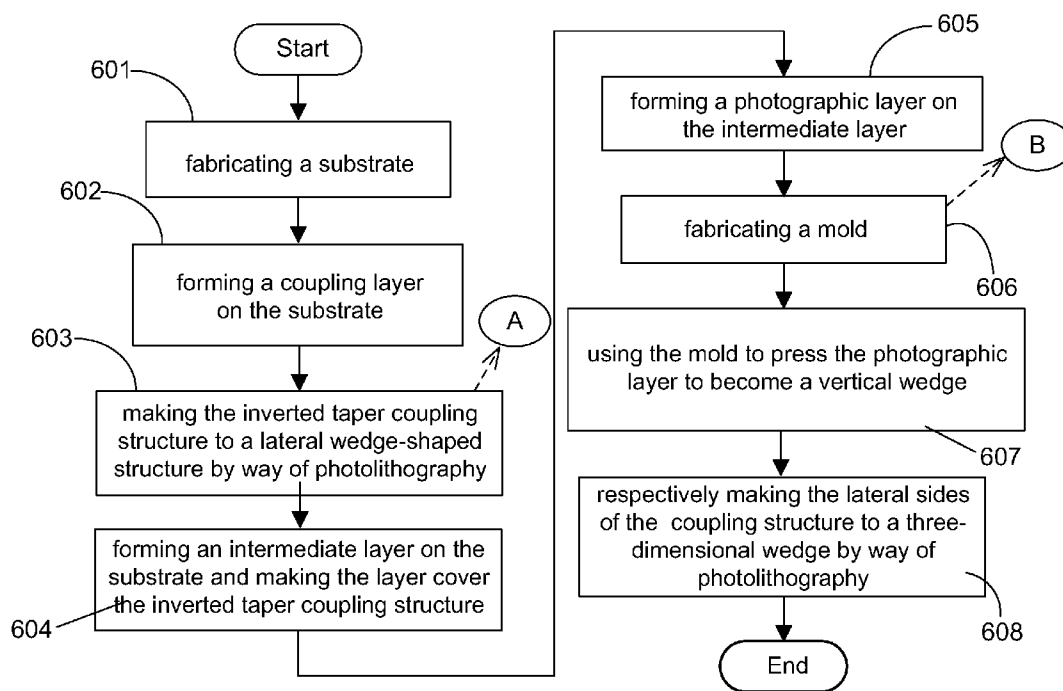 Start
601
fabricating a substrate
602
forming a coupling layer
on the substrate
603
A
making the inverted taper coupling
structure to a lateral wedge-shaped
structure by way of photolithography
forming an intermediate layer on the
substrate and making the layer cover
the inverted taper coupling structure
604
605
forming a photographic layer on
the intermediate layer
B
fabricating a mold
606
using the mold to press the photographic
layer to become a vertical wedge
607
respectively making the lateral sides
of the coupling structure to a three-
dimensional wedge by way of
photolithography
608
End